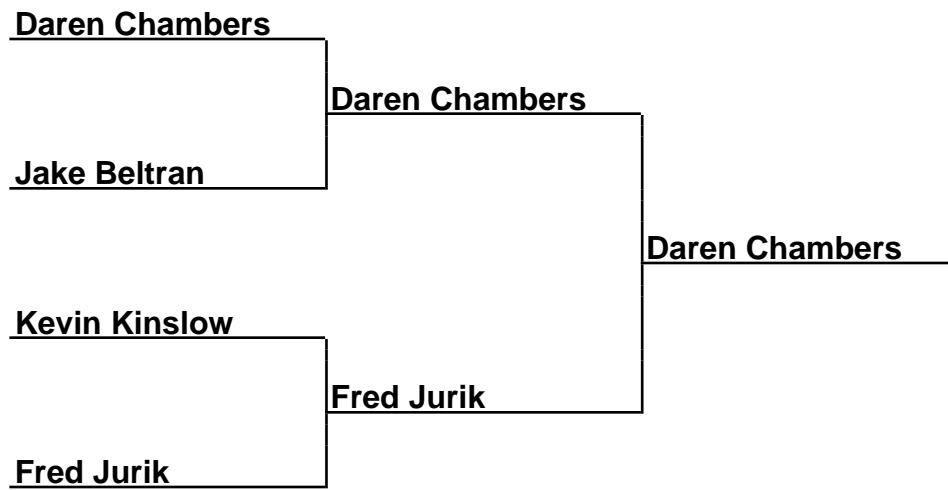 Daren Chambers
Daren Chambers
Jake Beltran
Daren Chambers
Kevin Kinslow
Fred Jurik
Fred Jurik